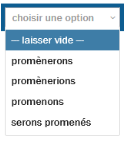 choisir une option
--- laisser vide ---
promènerons
promènerions
promenons
serons promenés